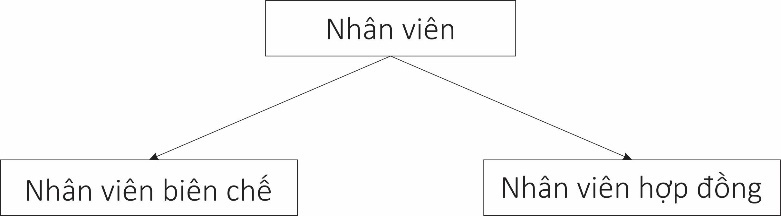 Nhân viên
Nhân viên biên chế
Nhân viên hợp đồng